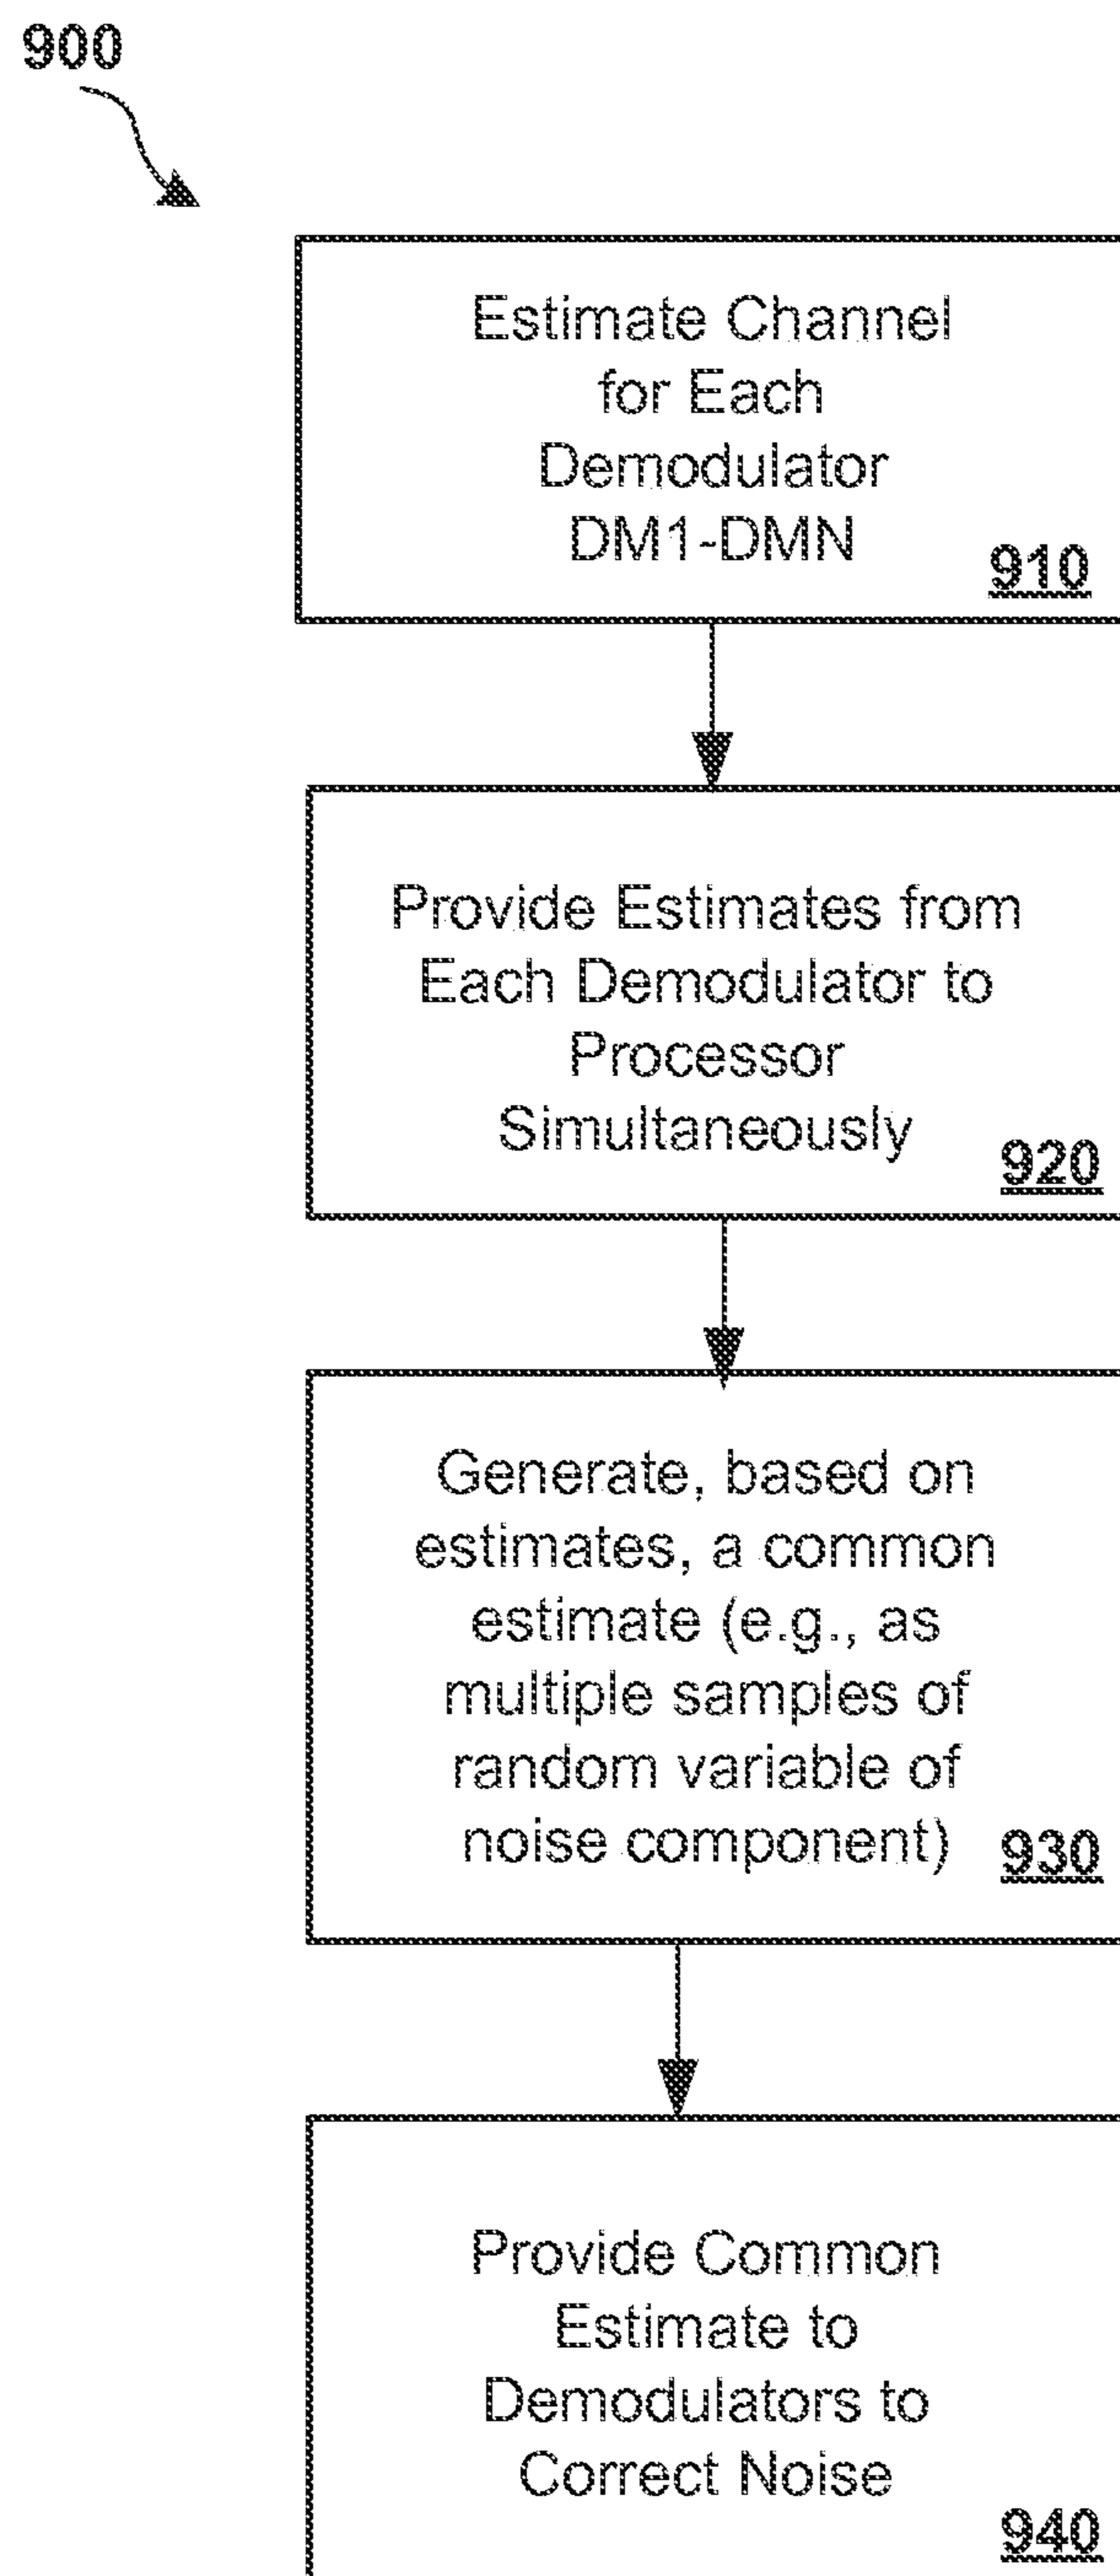 900
Estimate Channel
for Each
Demodulator
DM1-DMN
910
Provide Estimates from
Each Demodulator to
Processor
Simultaneously
920
Generate, based on
estimates, a common
estimate (e.g., as
multiple samples of
random variable of
noise component)
930
Provide Common
Estimate to
Demodulators to
Correct Noise
940